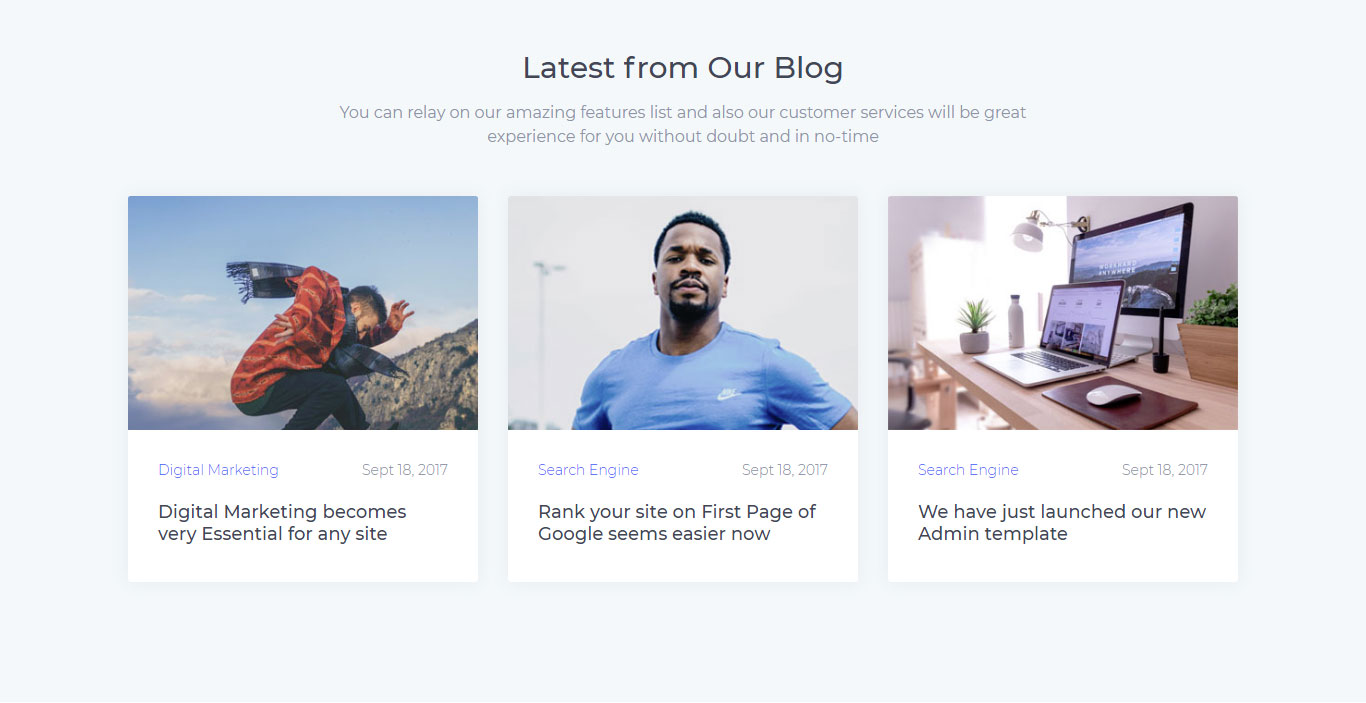 Latest from Our Blog
You can relay on our amazing features list and also our customer services will be great
experience for you without doubt and in no-time
Digital Marketing
Sept 18, 2017
Digital Marketing becomes
very Essential for any site
Search Engine
Sept 18, 2017
Rank your site on First Page of
Google seems easier now
WORKHARD
ANYWHERE
Search Engine
Sept 18, 2017
We have just launched our new
Admin template